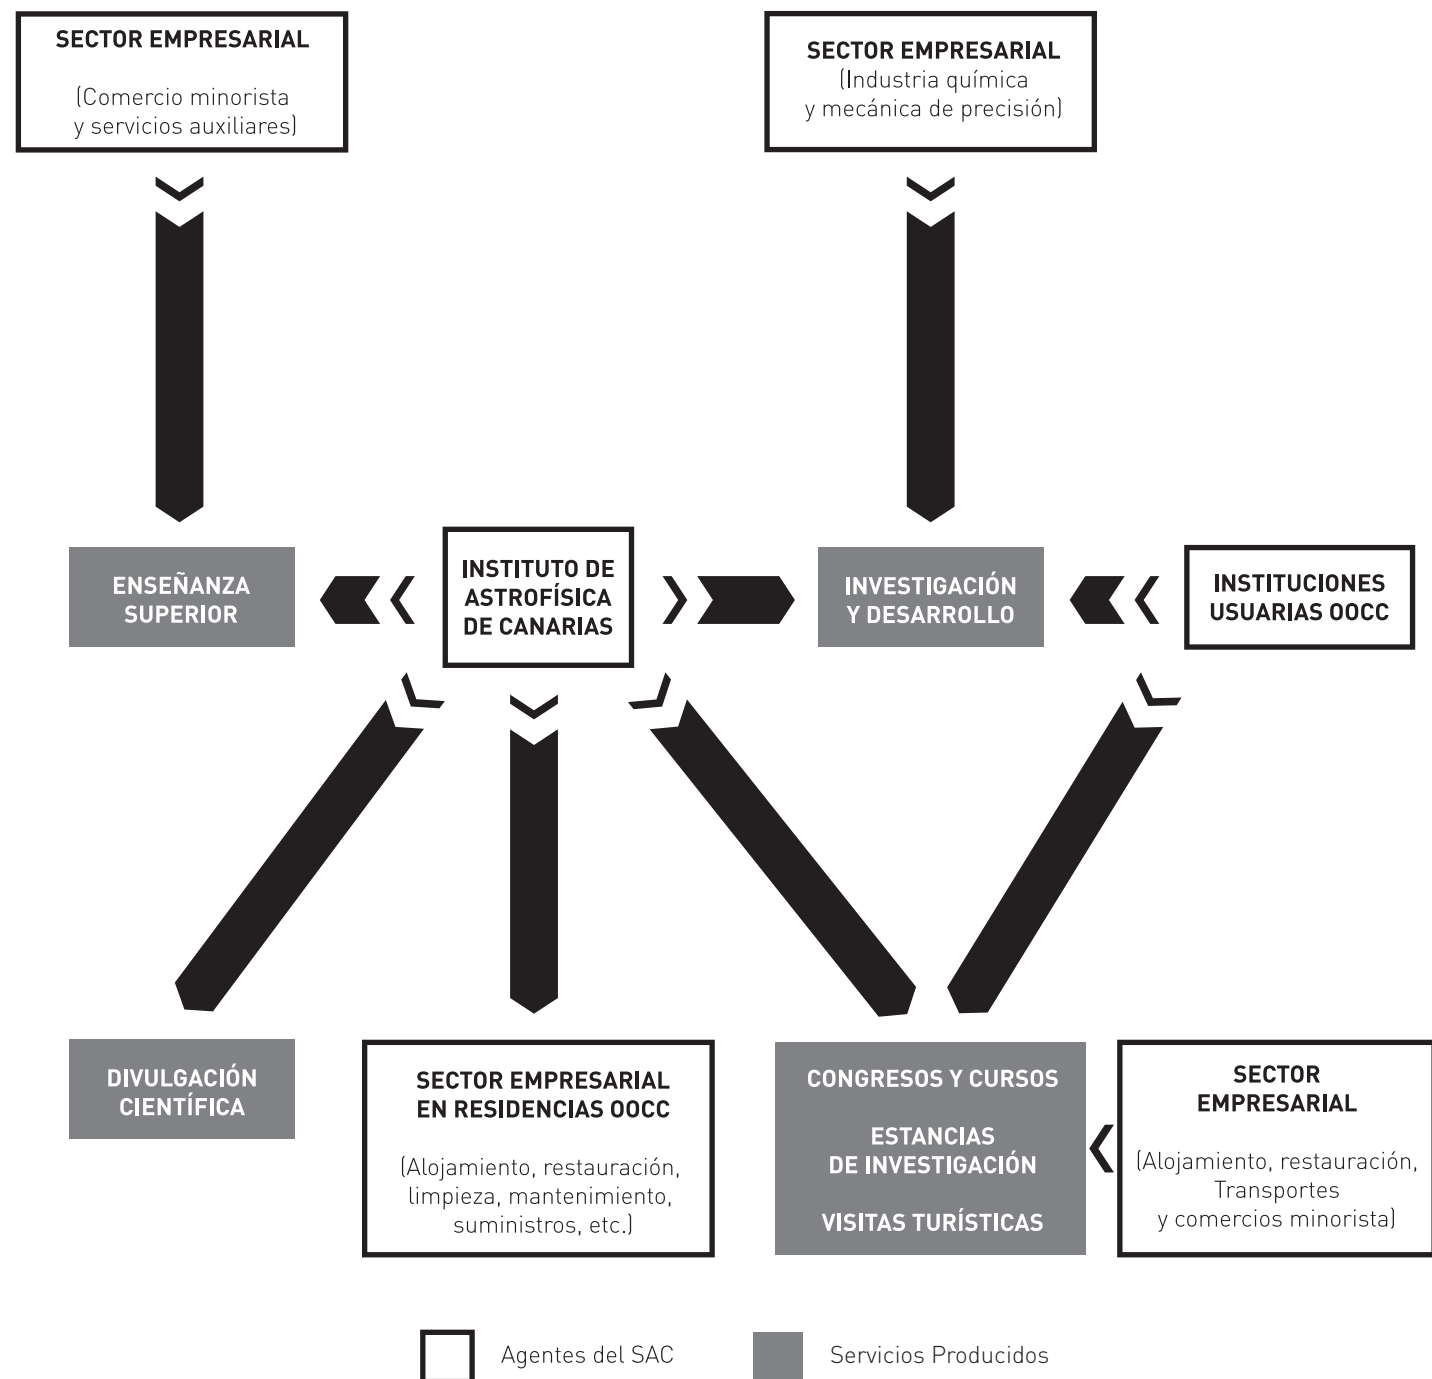 SECTOR EMPRESARIAL
(Comercio minorista
y servicios auxiliares)
SECTOR EMPRESARIAL
(Industria química
y mecánica de precisión)
ENSEÑANZA
SUPERIOR
INSTITUTO DE
ASTROFÍSICA
DE CANARIAS
INVESTIGACIÓN
Y DESARROLLO
INSTITUCIONES
USUARIAS OOCC
DIVULGACIÓN
CIENTÍFICA
SECTOR EMPRESARIAL
EN RESIDENCIAS OOCC
(Alojamiento, restauración,
limpieza, mantenimiento,
suministros, etc.)
CONGRESOS Y CURSOS
ESTANCIAS
DE INVESTIGACIÓN
VISITAS TURÍSTICAS
SECTOR
EMPRESARIAL
(Alojamiento, restauración,
Transportes
y comercios minorista)
Agentes del SAC
Servicios Producidos